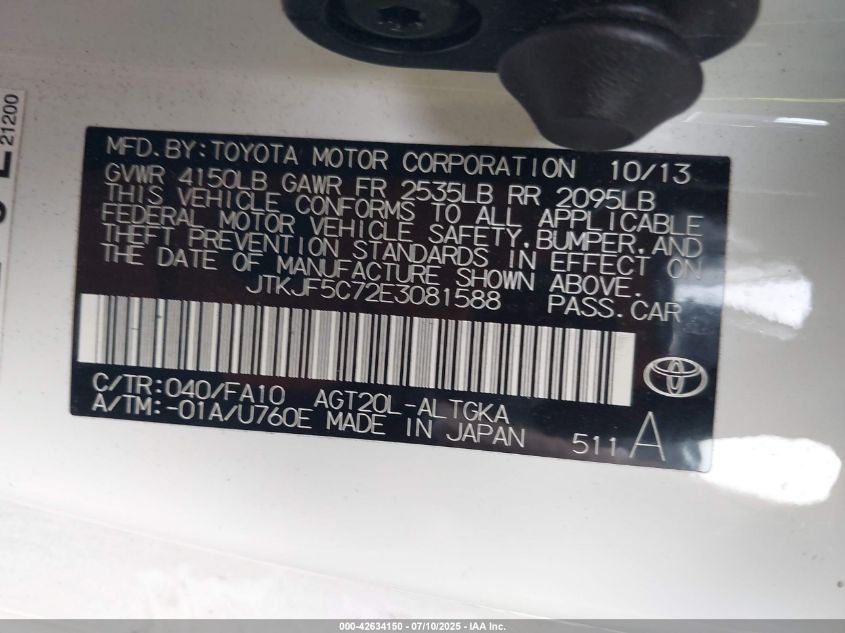 21200
MFD.BY:TOYOTA MOTOR CORPORATION 10/13
GVWR 4150LB GAWR FR 2535LB RR 2095LB
THIS VEHICLE CONFORMS TO ALL APPLICABLE
FEDERAL MOTOR VEHICLE SAFETY,BUMPER,AND
THEFT PREVENTION STANDARDS IN EFFECT ON
THE DATE OF MANUFACTURE SHOWN ABOVE.
JTKJF5C72E3081588 PASS.CAR
C/TR:040/FA10 AGT20L-ALTGKA
A/TM:-01A/U760E MADE IN JAPAN
511 A
000-42634150 - 07/10/2025 - IAA Inc.